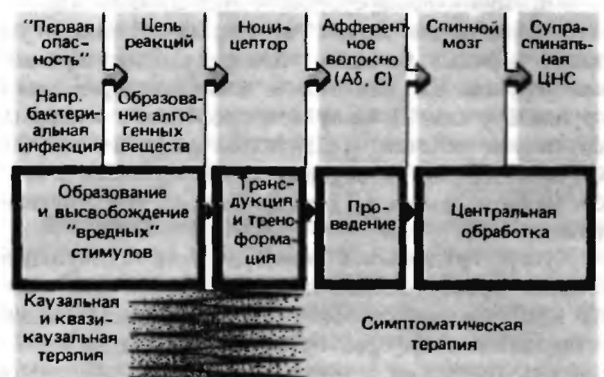 "Первая
опас-
ность"
Напр.
бактери-
альная
инфекция
Цепь
реакций
Образова-
ние алго-
генных
веществ
Ноци-
цептор
Афферент-
ное
волокно
(Аδ, С)
Спинной
мозг
Супра-
спиналь-
ная
ЦНС
Образование
и высвобождение
"вредных"
стимулов
Транс-
дукция
и тренс-
форма-
ция
Про-
ведение
Центральная
обработка
Каузальная
и квази-
каузальная
терапия
Симптоматическая
терапия